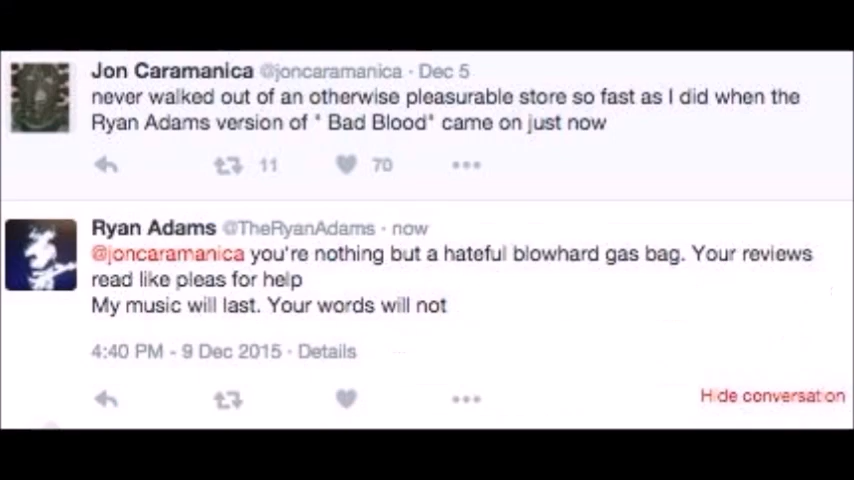 Jon Caramanica @joncaramanica · Dec 5
never walked out of an otherwise pleasurable store so fast as I did when the
Ryan Adams version of " Bad Blood" came on just now
11 70
Ryan Adams @TheRyanAdams · now
@joncaramanica you're nothing but a hateful blowhard gas bag. Your reviews
read like pleas for help
My music will last. Your words will not
4:40 PM - 9 Dec 2015 · Details
Hide conversation